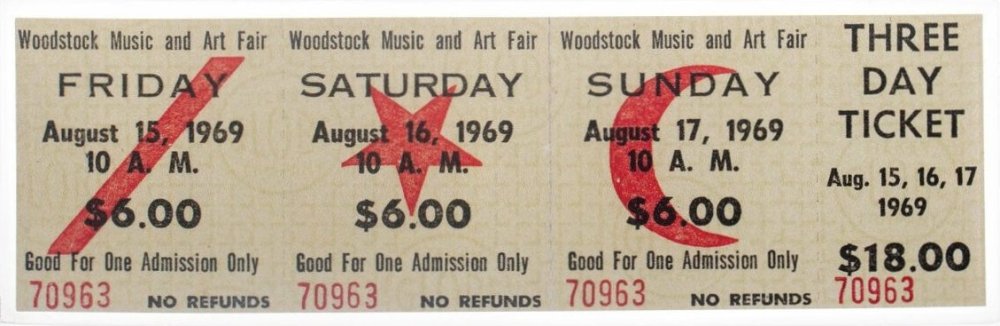 Woodstock Music and Art Fair
FRIDAY
August 15, 1969
10 A. M.
$6.00
Good For One Admission Only
70963 NO REFUNDS
Woodstock Music and Art Fair
SATURDAY
August 16, 1969
10 A. M.
$6.00
Good For One Admission Only
70963 NO REFUNDS
Woodstock Music and Art Fair
SUNDAY
August 17, 1969
10 A. M.
$6.00
Good For One Admission Only
70963 NO REFUNDS
THREE
DAY
TICKET
Aug. 15, 16, 17
1969
$18.00
70963